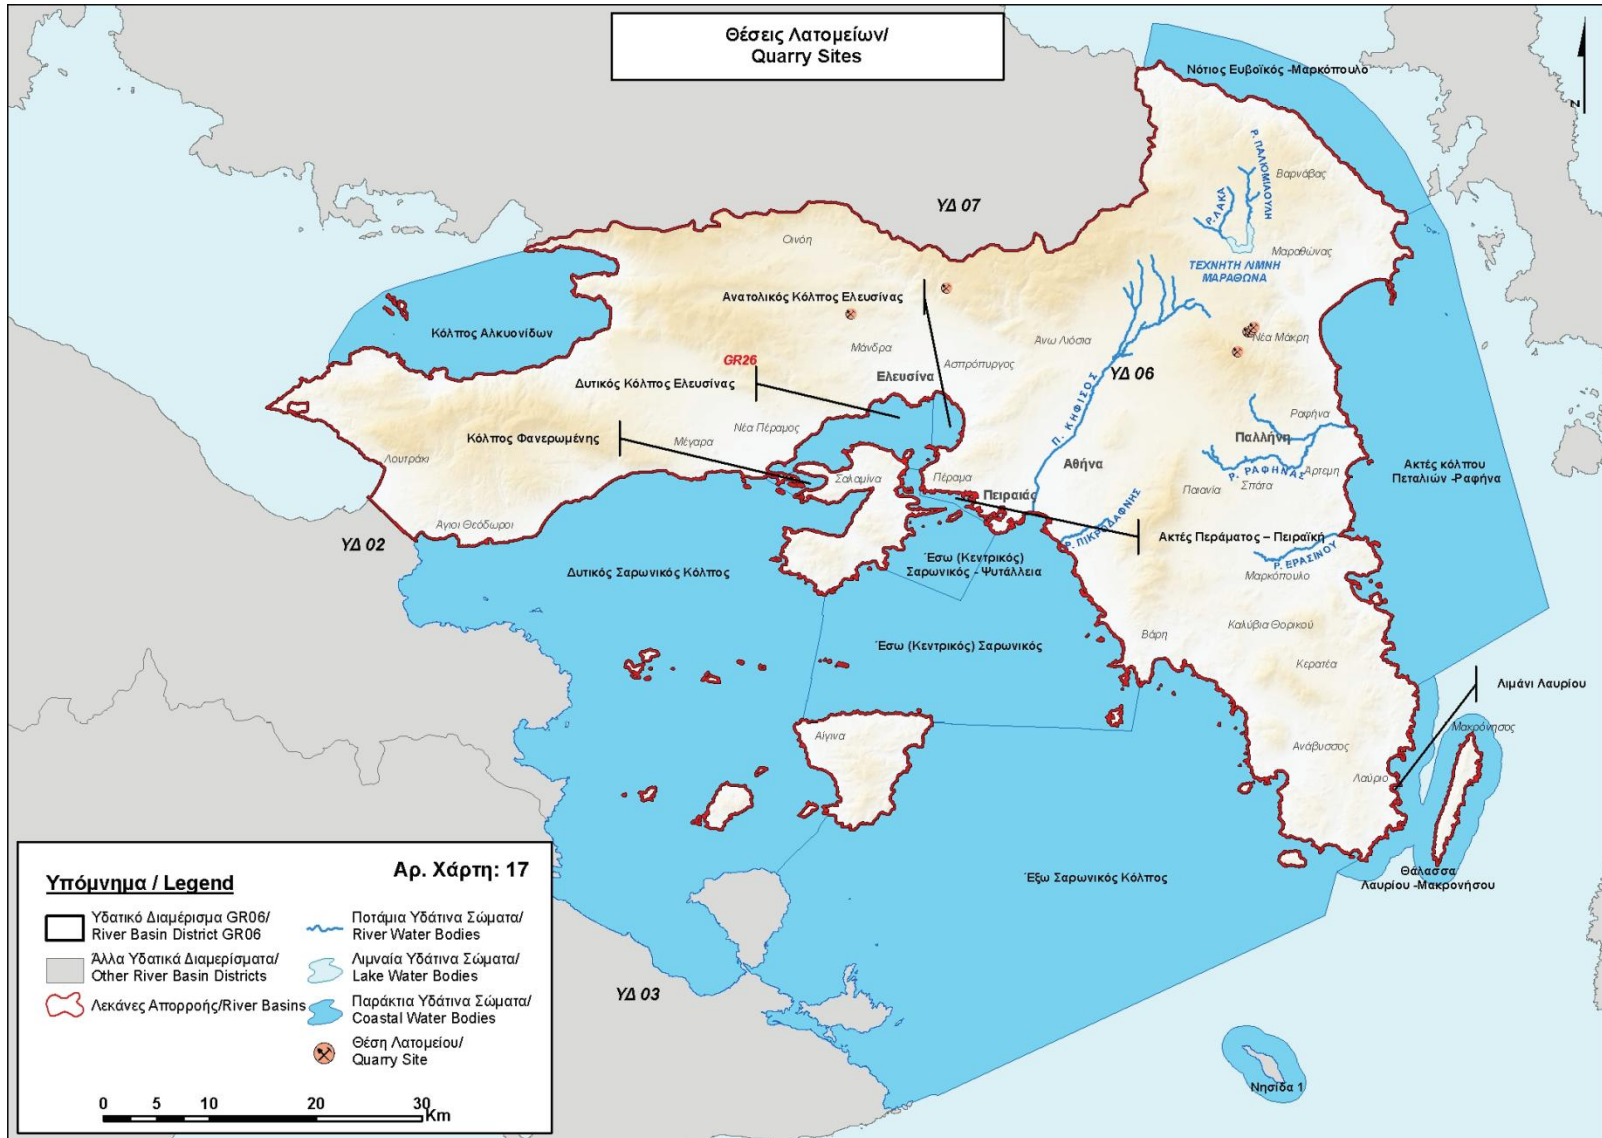 Θέσεις Λατομείων/
Quarry Sites
Νότιος Ευβοϊκός -Μαρκόπουλο
Z
Ρ. ΠΑΛΙΟΜΙΑΟΥΛΗ
Βαρνάβας
Ρ. ΛΑΚΑ
ΥΔ 07
Οινόη
Μαραθώνας
ΤΕΧΝΗΤΗ ΛΙΜΝΗ
ΜΑΡΑΘΩΝΑ
Ανατολικός Κόλπος Ελευσίνας
Κόλπος Αλκυονίδων
Νέα Μάκρη
Άνω Λιόσια
Μάνδρα
GR26
Ασπρόπυργος
Ελευσίνα
ΥΔ 06
Δυτικός Κόλπος Ελευσίνας
Π. ΚΗΦΙΣΟΣ
Ραφήνα
Νέα Πέραμος
Παλλήνη
Κόλπος Φανερωμένης
Μέγαρα
Λουτράκι
Αθήνα
Ακτές κόλπου
Πεταλιών -Ραφήνα
Ρ. ΡΑΦΗΝΑΣ
Άρτεμη
Σαλαμίνα
Πέραμα
Σπάτα
Παιανία
Πειραιάς
Άγιοι Θεόδωροι
Ρ. ΠΙΚΡΟΔΑΦΝΗΣ
Ακτές Περάματος – Πειραϊκή
ΥΔ 02
Έσω (Κεντρικός)
Σαρωνικός - Ψυτάλλεια
Ρ. ΕΡΑΣΙΝΟΥ
Δυτικός Σαρωνικός Κόλπος
Μαρκόπουλο
Καλύβια Θορικού
Βάρη
Έσω (Κεντρικός) Σαρωνικός
Κερατέα
Λιμάνι Λαυρίου
Μακρόνησος
Αίγινα
Ανάβυσσος
Λαύριο
Θάλασσα
Λαυρίου -Μακρονήσου
Έξω Σαρωνικός Κόλπος
ΥΔ 03
Νησίδα 1
Αρ. Χάρτη: 17
Υπόμνημα / Legend
Υδατικό Διαμέρισμα GR06/
River Basin District GR06
Άλλα Υδατικά Διαμερίσματα/
Other River Basin Districts
Λεκάνες Απορροής/River Basins
Ποτάμια Υδάτινα Σώματα/
River Water Bodies
Λιμναία Υδάτινα Σώματα/
Lake Water Bodies
Παράκτια Υδάτινα Σώματα/
Coastal Water Bodies
Θέση Λατομείου/
Quarry Site
0 5 10 20 30
Km